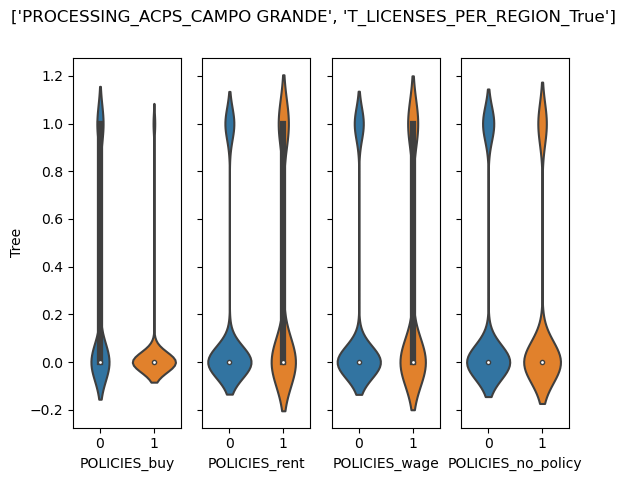 ['PROCESSING_ACPS_CAMPO GRANDE', 'T_LICENSES_PER_REGION_True']
1.2
1.0
0.8
0.6
0.4
0.2
0.0
−0.2
Tree
0 1
0 1
0 1
0 1
POLICIES_buy
POLICIES_rent
POLICIES_wage
POLICIES_no_policy